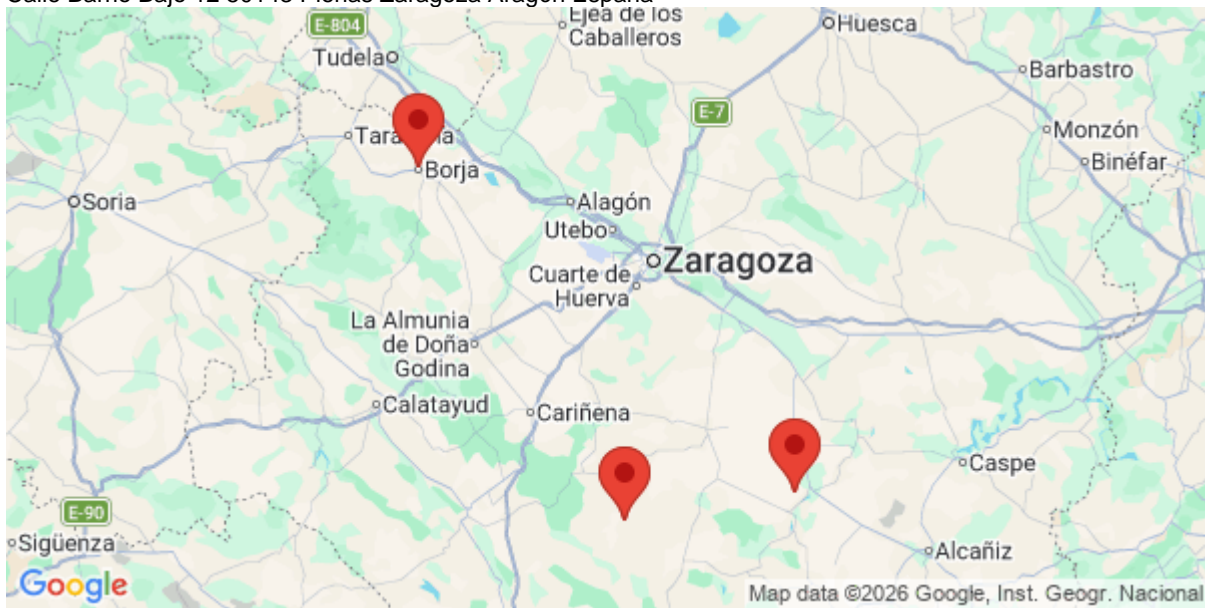 E-804
Ejea de los
Caballeros
Huesca
Tudela
Barbastro
E-7
Monzón
Binéfar
Borja
Soria
Alagón
Utebo
Zaragoza
Cuarte de
Huerva
La Almunia
de Doña
Godina
Calatayud
Cariñena
Caspe
E-90
Sigüenza
Alcañiz
Google
Map data ©2026 Google, Inst. Geogr. Nacional